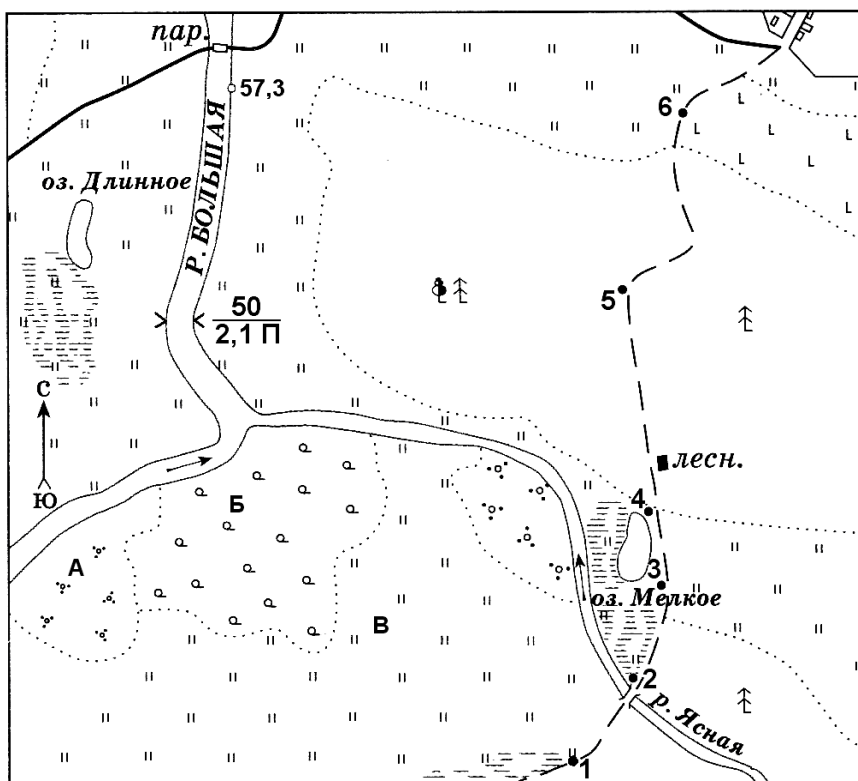 пар.
57,3
6
оз. Длинное
Р. БОЛЬШАЯ
5
50
2,1 П
С
Ю
лесн.
4
Б
А
3
оз. Мелкое
В
2
р. Ясная
1